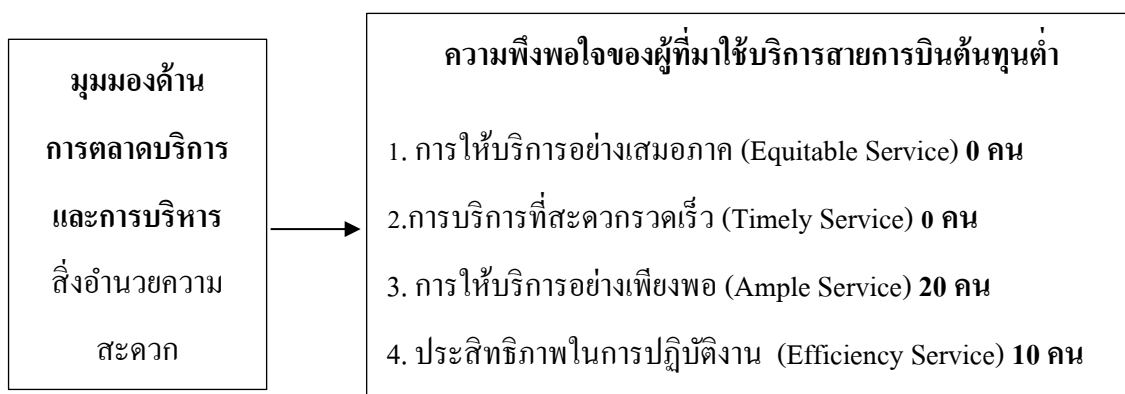 มุมมองด้าน
การตลาดบริการ
และการบริหาร
สิ่งอำนวยความ
สะดวก
ความพึงพอใจของผู้ที่มาใช้บริการสายการบินต้นทุนต่ำ
1. การให้บริการอย่างเสมอภาค (Equitable Service) 0 คน
2.การบริการที่สะดวกรวดเร็ว (Timely Service) 0 คน
3. การให้บริการอย่างเพียงพอ (Ample Service) 20 คน
4. ประสิทธิภาพในการปฏิบัติงาน (Efficiency Service) 10 คน